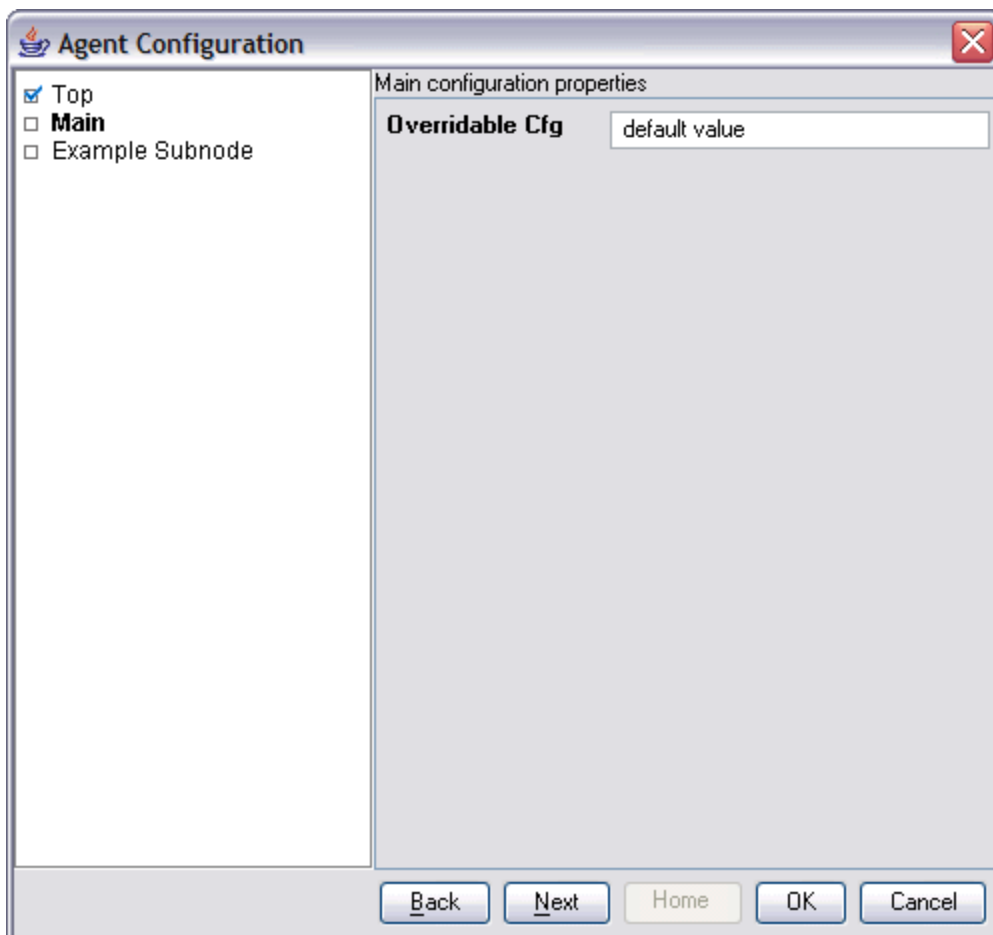 Agent Configuration
Top
Main
Example Subnode
Main configuration properties
Overridable Cfg default value
Back Next Home OK Cancel